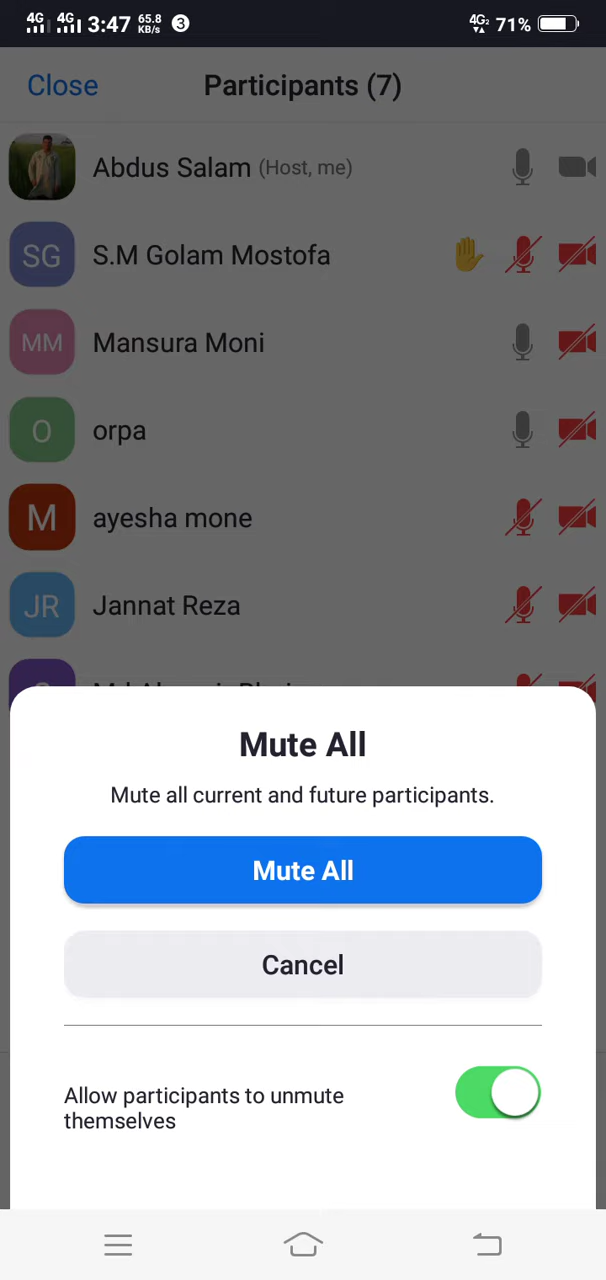 4G 4G 3:47 65.8 KB/s 3 4G2 71%
Close Participants (7)
Abdus Salam (Host, me)
SG S.M Golam Mostofa
MM Mansura Moni
O orpa
M ayesha mone
JR Jannat Reza
Mute All
Mute all current and future participants.
Mute All
Cancel
Allow participants to unmute
themselves